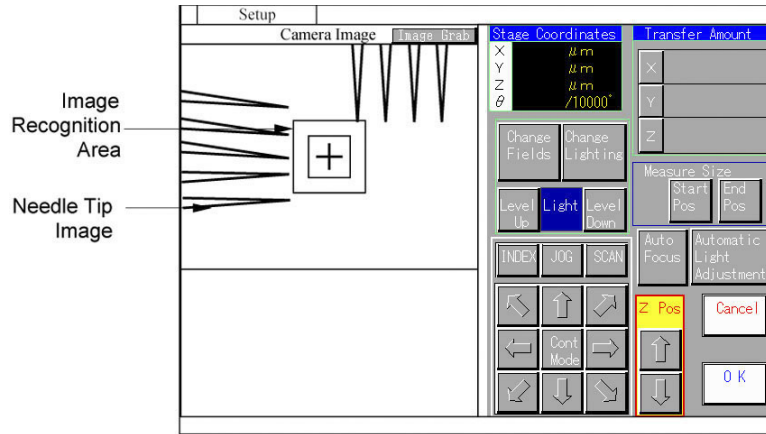 Setup
Camera Image
Image Grab
Image
Recognition
Area
Needle Tip
Image
Stage Coordinates
X μm
Y μm
Z μm
θ /10000°
Transfer Amount
X
Y
Z
Change
Fields
Change
Lighting
Measure Size
Start
Pos
End
Pos
Level
Up
Light
Level
Down
Auto
Focus
Automatic
Light
Adjustment
INDEX
JOG
SCAN
Cont
Mode
Z Pos
Cancel
OK